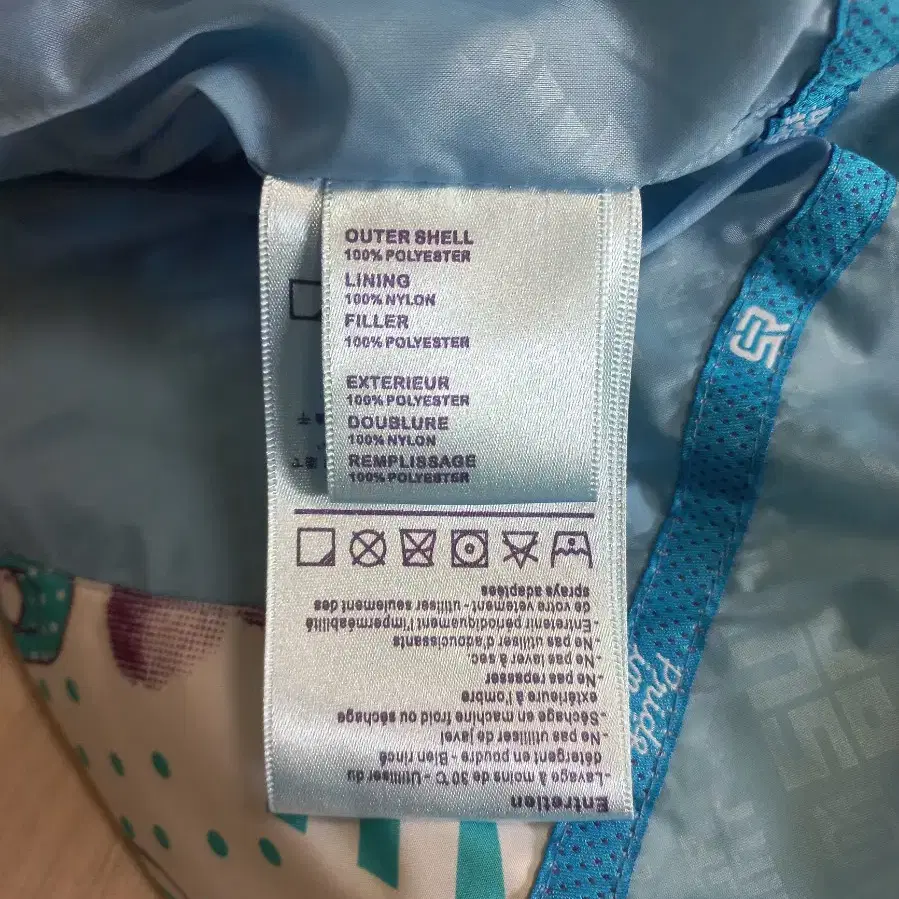 OUTER SHELL
100% POLYESTER
LINING
100% NYLON
FILLER
100% POLYESTER
EXTERIEUR
100% POLYESTER
DOUBLURE
100% NYLON
REMPLISSAGE
100% POLYESTER
Entretien
-Lavage à moins de 30℃ - Utiliser du
détergent en poudre - Bien rincé
-Ne pas utiliser de javel
-Séchage en machine froid ou séchage
extérieure à l'ombre
-Ne pas repasser
-Ne pas laver à sec
-Ne pas utiliser d'adoucissants
-Entretenir périodiquement l'imperméabilité
de votre vêtement - utiliser seulement des
sprays adaptées
Pride